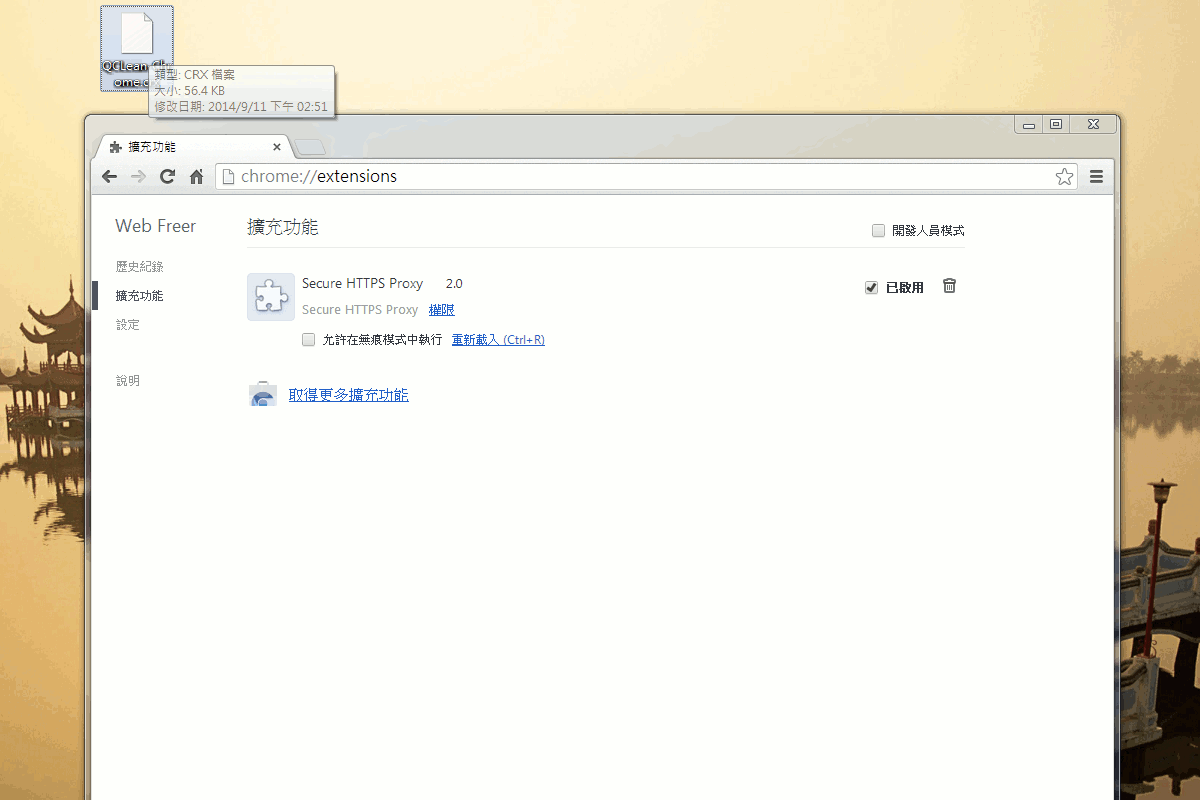 QCLean
ome.c
類型: CRX 檔案
大小: 56.4 KB
修改日期: 2014/9/11 下午 02:51
擴充功能
chrome://extensions
Web Freer
擴充功能
開發人員模式
歷史紀錄
擴充功能
設定
說明
Secure HTTPS Proxy 2.0
已啟用
Secure HTTPS Proxy 權限
允許在無痕模式中執行 重新載入 (Ctrl+R)
取得更多擴充功能